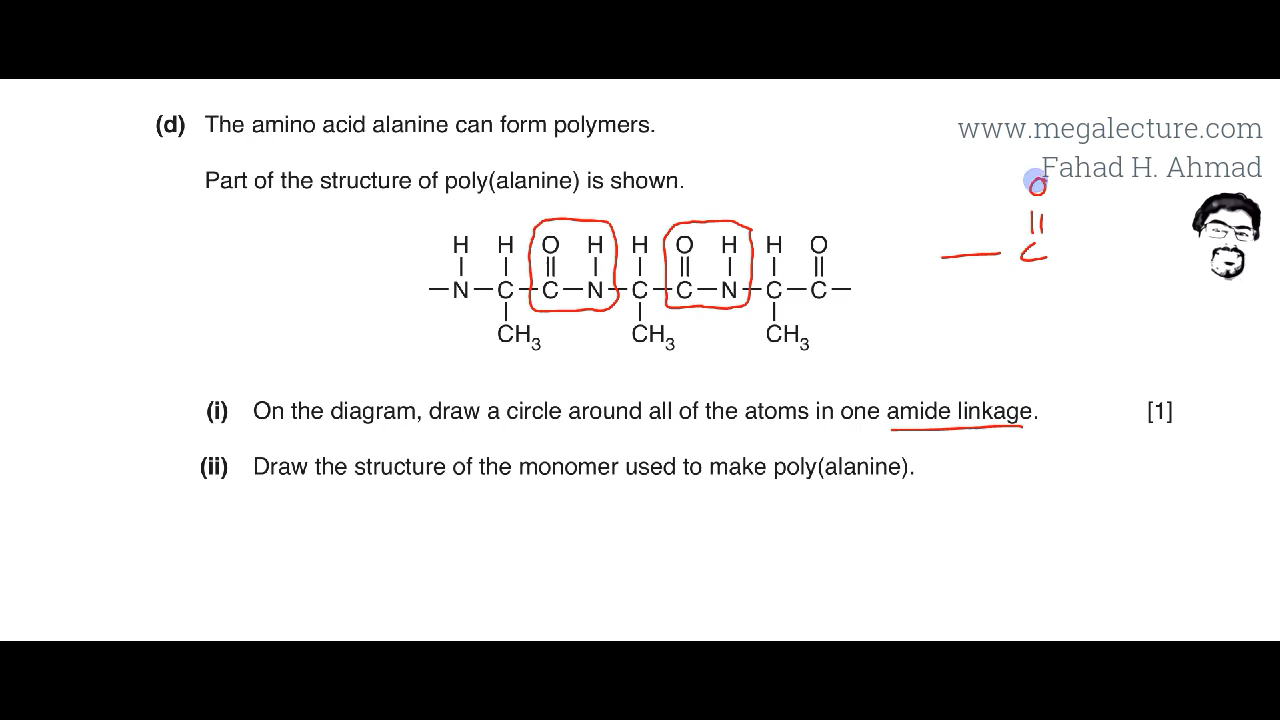 (d) The amino acid alanine can form polymers.
www.megalecture.com
Fahad H. Ahmad
Part of the structure of poly(alanine) is shown.
O
||
— C
H H O H H O H H O
—N—C—C—N—C—C—N—C—C—
CH3 CH3 CH3
(i) On the diagram, draw a circle around all of the atoms in one amide linkage. [1]
(ii) Draw the structure of the monomer used to make poly(alanine).